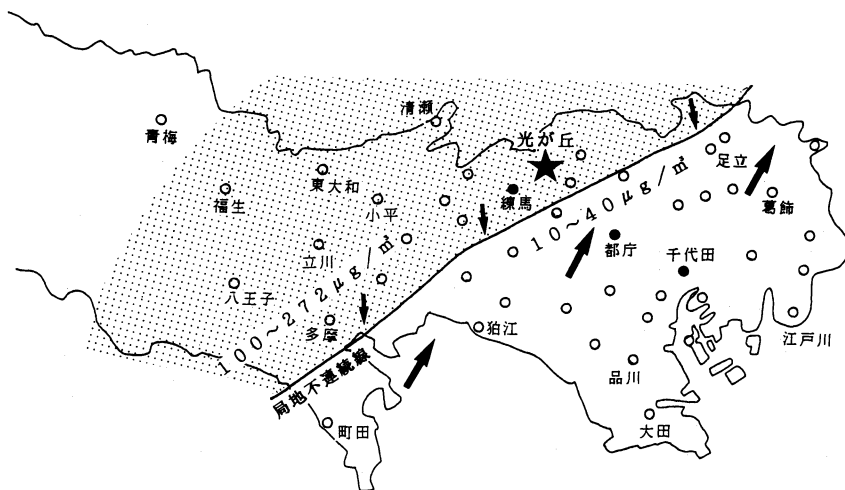 清瀬
青梅
光が丘
足立
東大和
福生
小平
練馬
葛飾
10～40μg/㎥
都庁
立川
千代田
八王子
100～272μg/㎥
多摩
狛江
江戸川
品川
局地不連続線
町田
大田